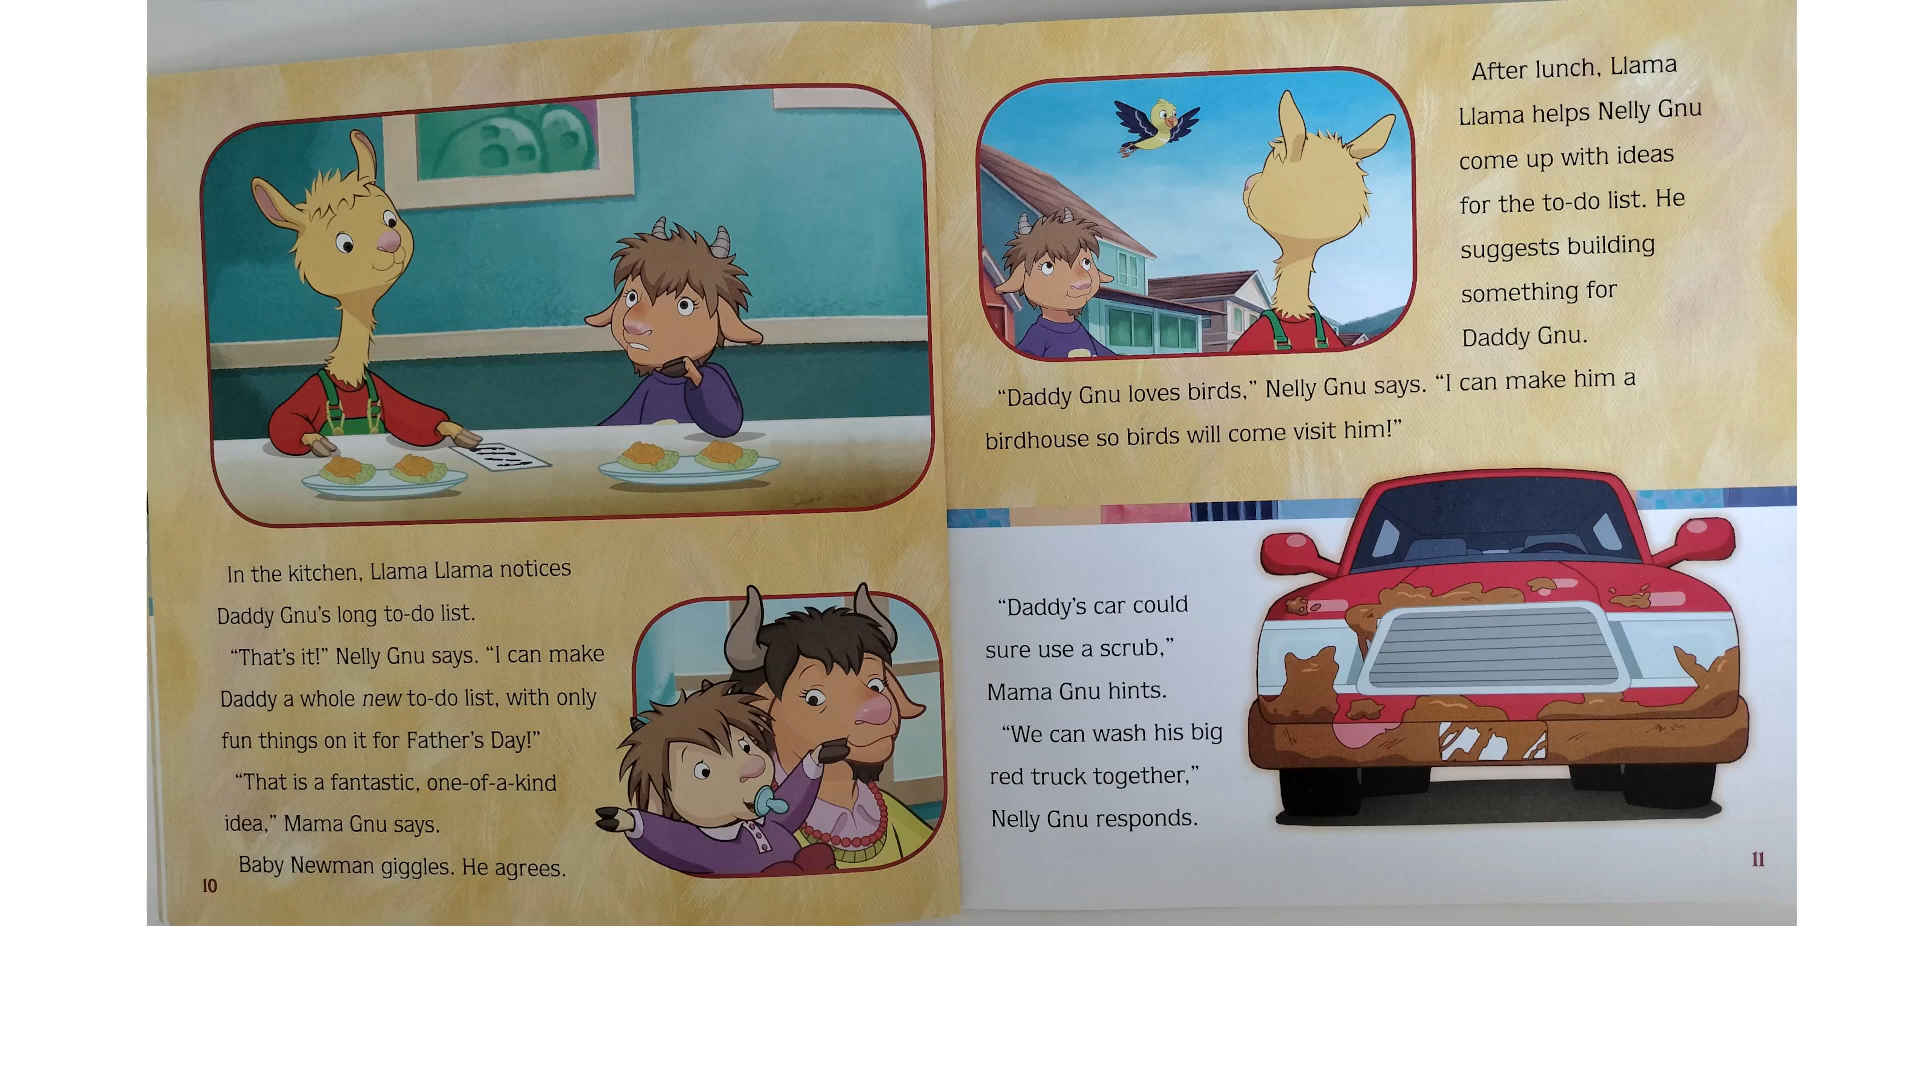 In the kitchen, Llama Llama notices
Daddy Gnu's long to-do list.
“That's it!” Nelly Gnu says. “I can make
Daddy a whole new to-do list, with only
fun things on it for Father's Day!”
“That is a fantastic, one-of-a-kind
idea,” Mama Gnu says.
Baby Newman giggles. He agrees.
10
After lunch, Llama
Llama helps Nelly Gnu
come up with ideas
for the to-do list. He
suggests building
something for
Daddy Gnu.
“Daddy Gnu loves birds,” Nelly Gnu says. “I can make him a
birdhouse so birds will come visit him!”
“Daddy's car could
sure use a scrub,”
Mama Gnu hints.
“We can wash his big
red truck together,”
Nelly Gnu responds.
11